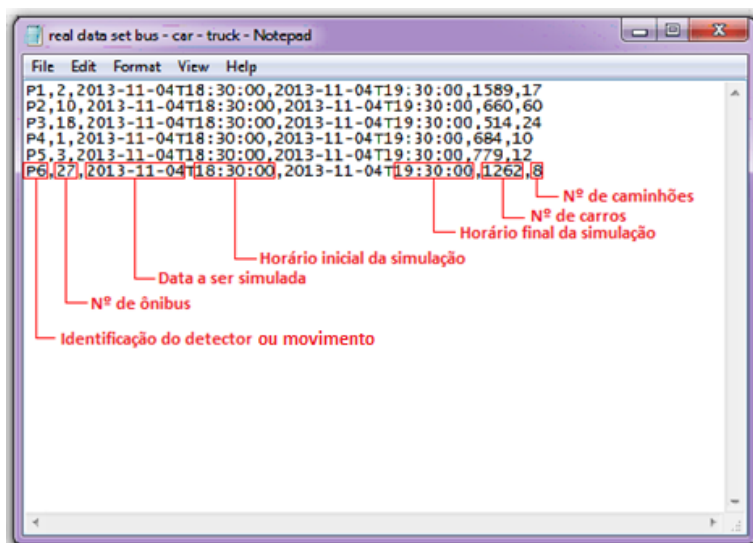 real data set bus - car - truck - Notepad
File Edit Format View Help
P1,2,2013-11-04T18:30:00,2013-11-04T19:30:00,1589,17
P2,10,2013-11-04T18:30:00,2013-11-04T19:30:00,660,60
P3,18,2013-11-04T18:30:00,2013-11-04T19:30:00,514,24
P4,1,2013-11-04T18:30:00,2013-11-04T19:30:00,684,10
P5,3,2013-11-04T18:30:00,2013-11-04T19:30:00,779,12
P6,27,2013-11-04T18:30:00,2013-11-04T19:30:00,1262,8
Nº de caminhões
Nº de carros
Horário final da simulação
Horário inicial da simulação
Data a ser simulada
Nº de ônibus
Identificação do detector ou movimento